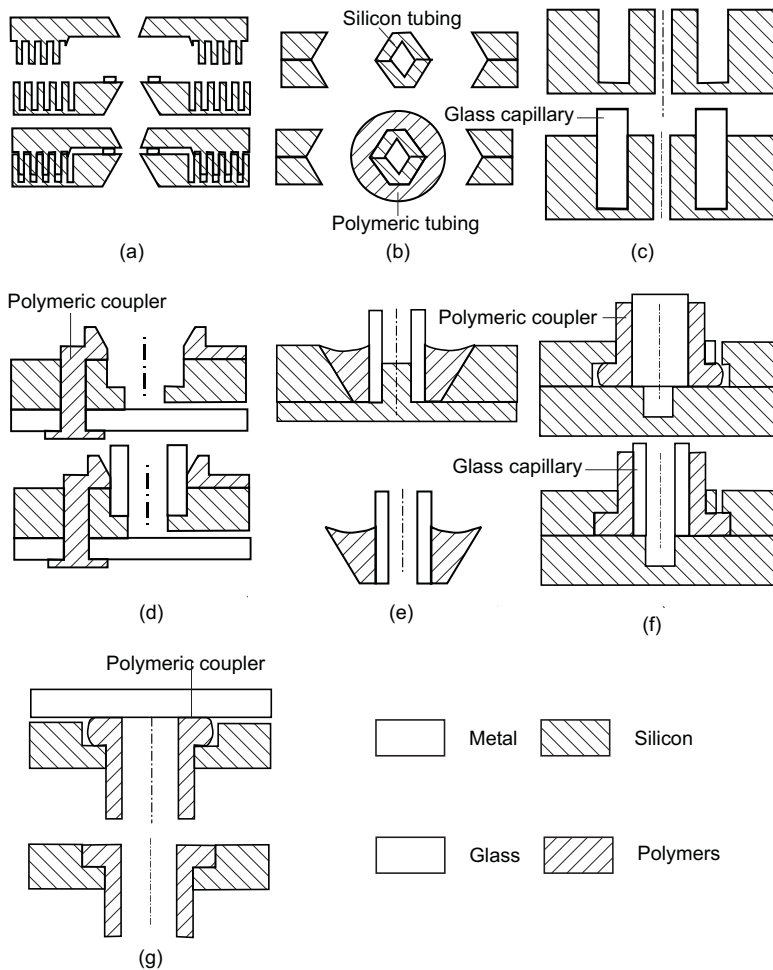 Silicon tubing
Glass capillary
Polymeric tubing
(a)
(b)
(c)
Polymeric coupler
Polymeric coupler
Glass capillary
(d)
(e)
(f)
Polymeric coupler
Metal
Silicon
Glass
Polymers
(g)